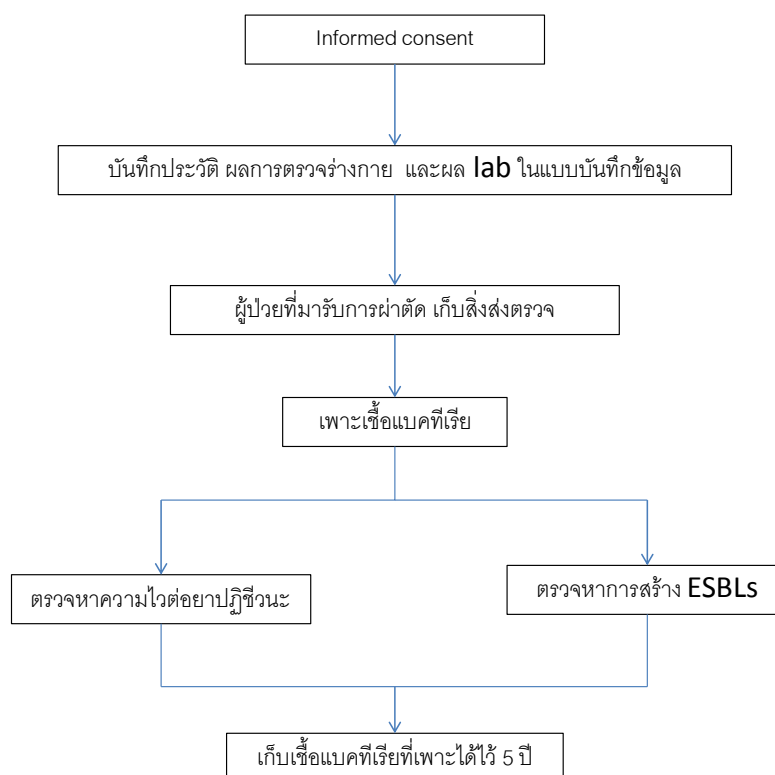 Informed consent
บันทึกประวัติ ผลการตรวจร่างกาย และผล lab ในแบบบันทึกข้อมูล
ผู้ป่วยที่มารับการผ่าตัด เก็บสิ่งส่งตรวจ
เพาะเชื้อแบคทีเรีย
ตรวจหาความไวต่อยาปฏิชีวนะ
ตรวจหาการสร้าง ESBLs
เก็บเชื้อแบคทีเรียที่เพาะได้ไว้ 5 ปี